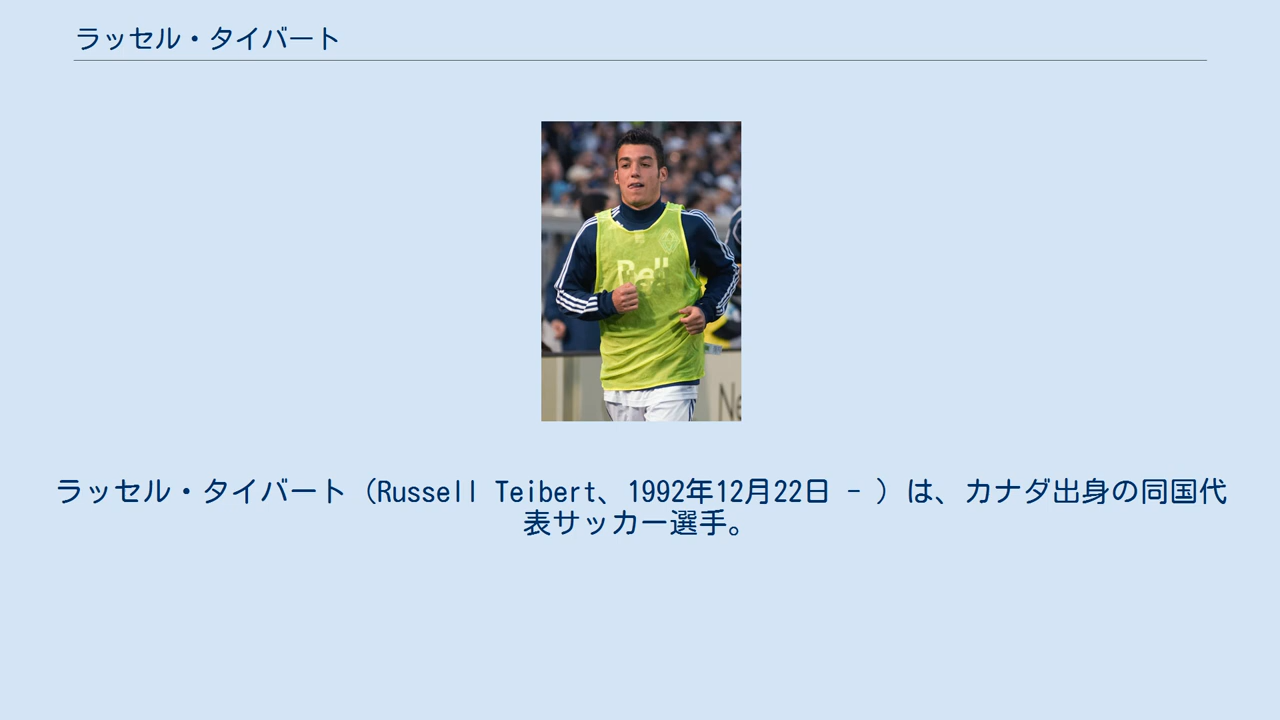 ラッセル・タイバート
Bell
Ne
ラッセル・タイバート（Russell Teibert、1992年12月22日 - ）は、カナダ出身の同国代
表サッカー選手。